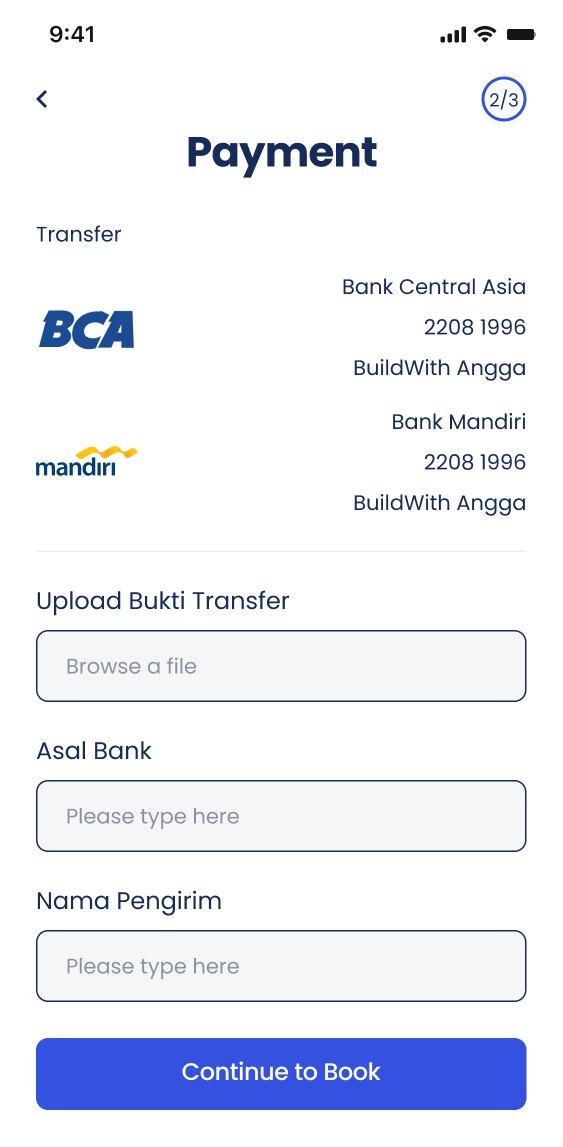 9:41
2/3
Payment
Transfer
BCA
Bank Central Asia
2208 1996
BuildWith Angga
mandırı
Bank Mandiri
2208 1996
BuildWith Angga
Upload Bukti Transfer
Browse a file
Asal Bank
Please type here
Nama Pengirim
Please type here
Continue to Book